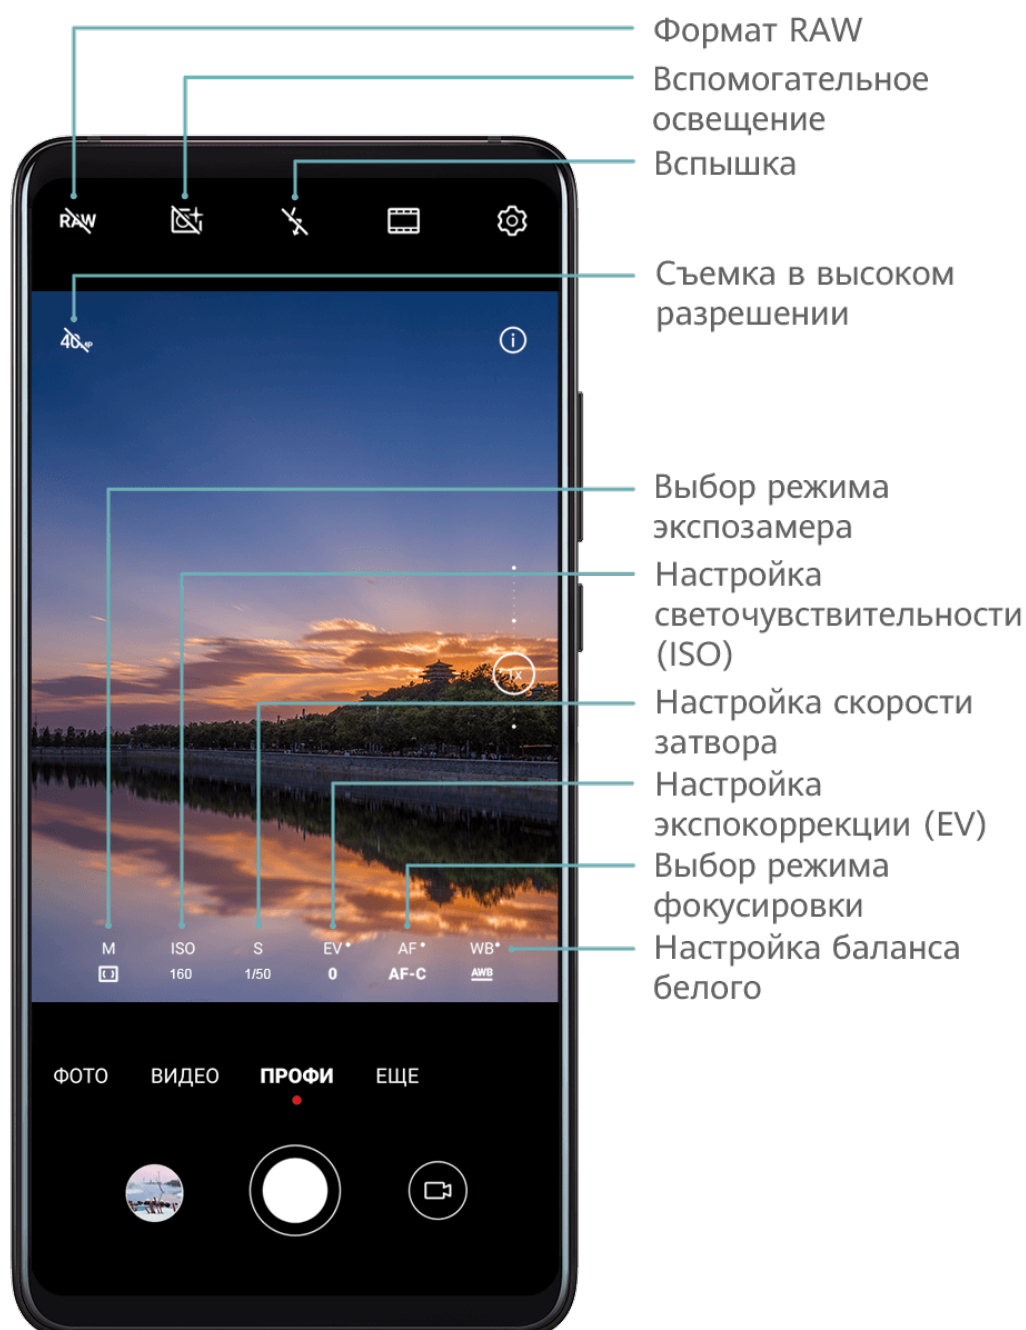 Формат RAW
Вспомогательное
освещение
Вспышка
RAW
Съемка в высоком
разрешении
40MP
Выбор режима
экспозамера
Настройка
светочувствительности
(ISO)
1x
Настройка скорости
затвора
Настройка
экспокоррекции (EV)
Выбор режима
фокусировки
Настройка баланса
белого
M ISO S EV AF WB
160 1/50 0 AF-C AWB
ФОТО ВИДЕО ПРОФИ ЕЩЕ